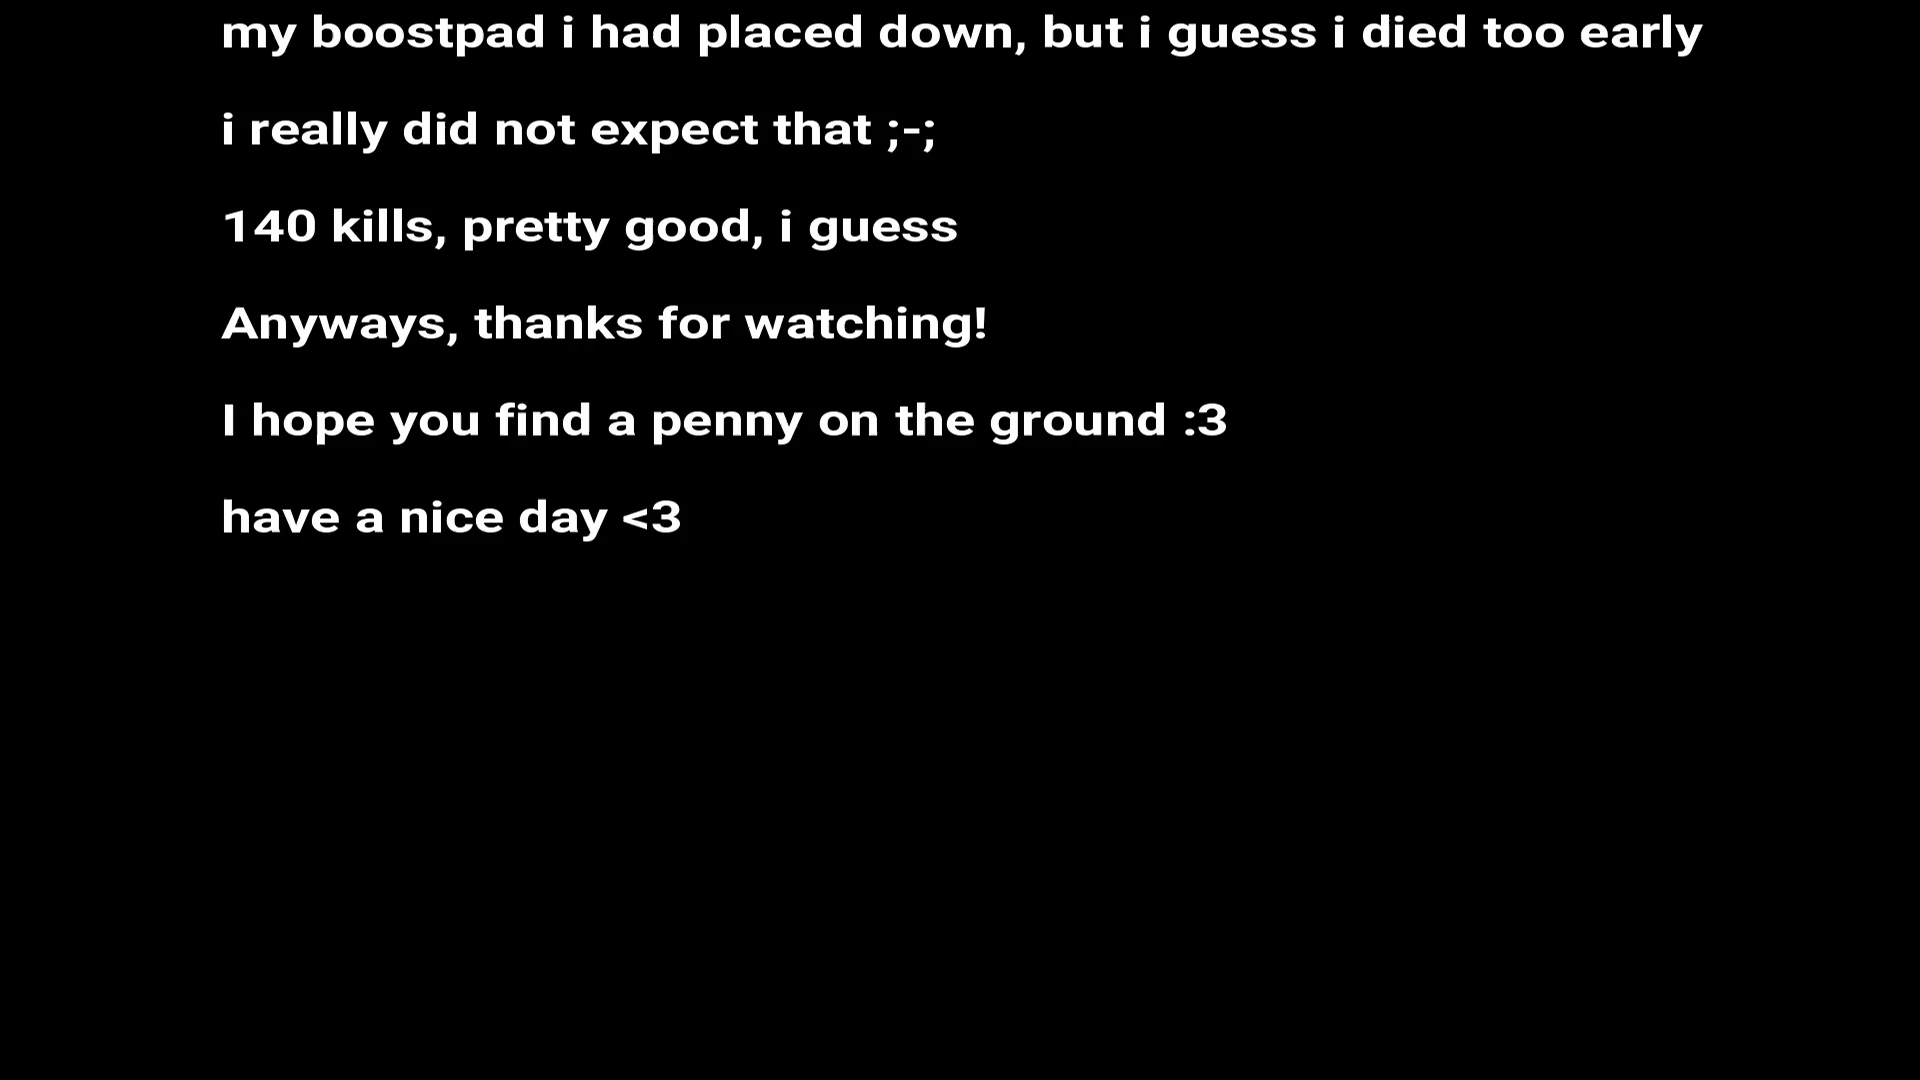 my boostpad i had placed down, but i guess i died too early
i really did not expect that ;-;
140 kills, pretty good, i guess
Anyways, thanks for watching!
I hope you find a penny on the ground :3
have a nice day <3